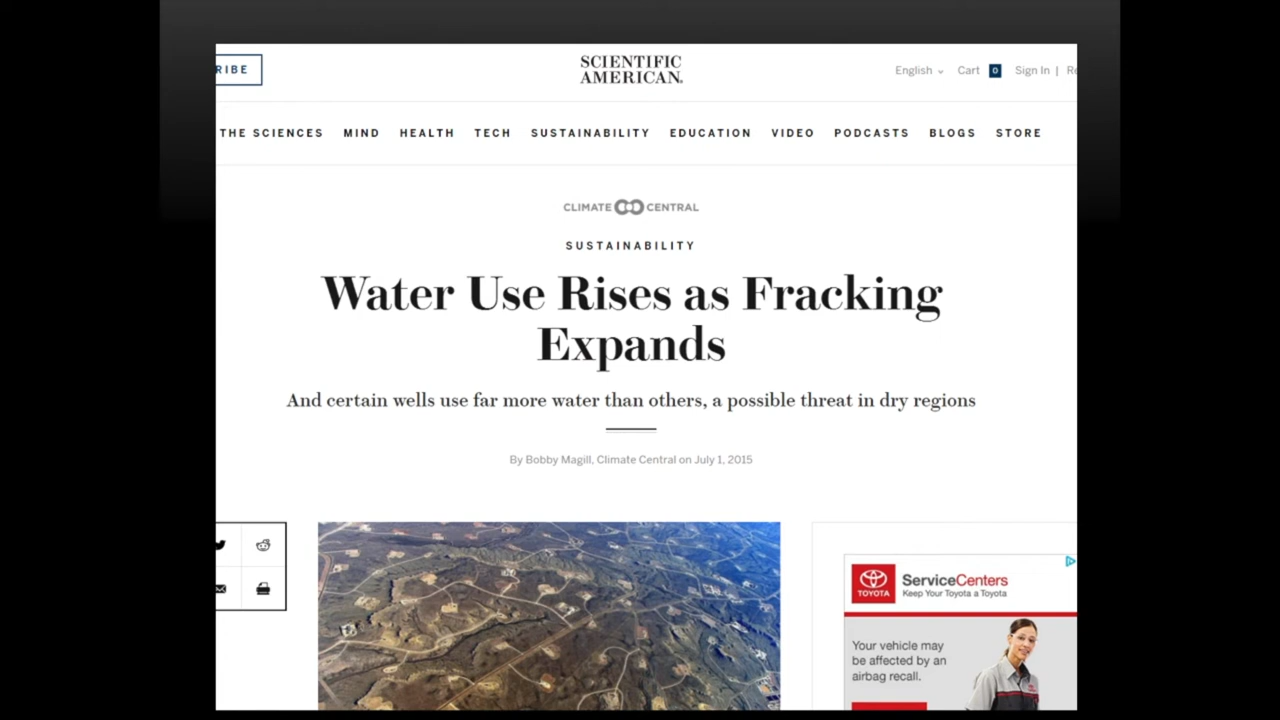 RIBE
SCIENTIFIC
AMERICAN.
English
Cart 0
Sign In | Re
THE SCIENCES MIND HEALTH TECH SUSTAINABILITY EDUCATION VIDEO PODCASTS BLOGS STORE
CLIMATE CENTRAL
SUSTAINABILITY
Water Use Rises as Fracking
Expands
And certain wells use far more water than others, a possible threat in dry regions
By Bobby Magill, Climate Central on July 1, 2015
TOYOTA
ServiceCenters
Keep Your Toyota a Toyota
Your vehicle may
be affected by an
airbag recall.